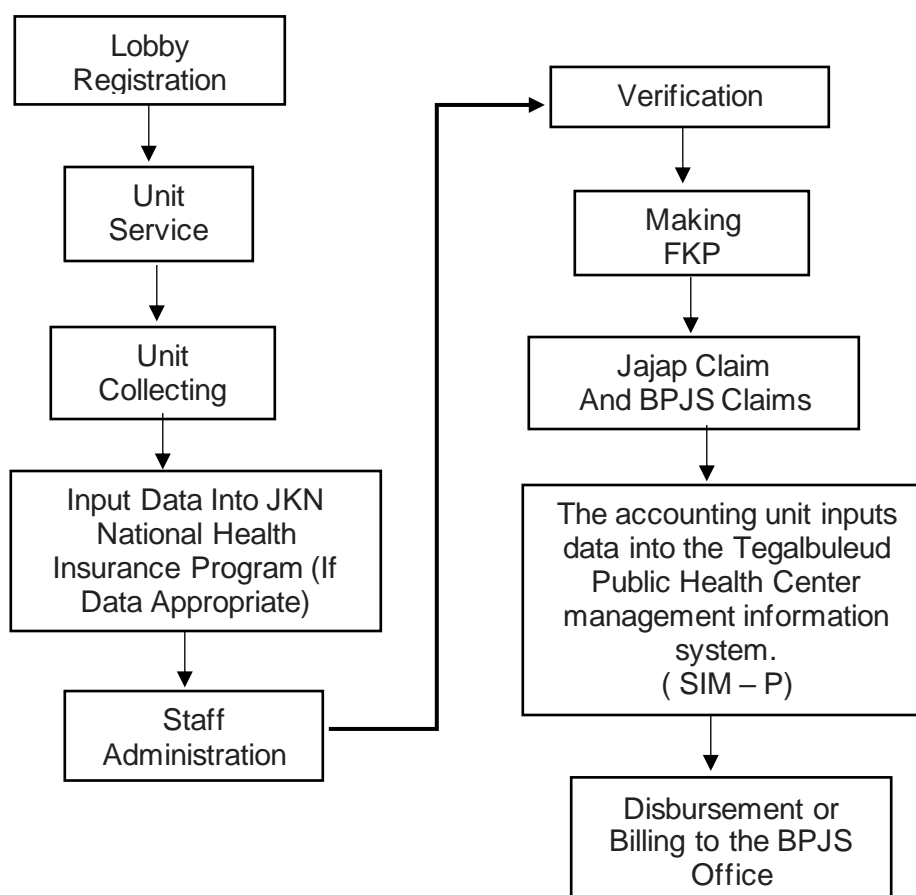 Lobby
Registration
Unit
Service
Unit
Collecting
Input Data Into JKN
National Health
Insurance Program (If
Data Appropriate)
Staff
Administration
Verification
Making
FKP
Jajap Claim
And BPJS Claims
The accounting unit inputs
data into the Tegalbuleud
Public Health Center
management information
system.
( SIM – P)
Disbursement or
Billing to the BPJS
Office